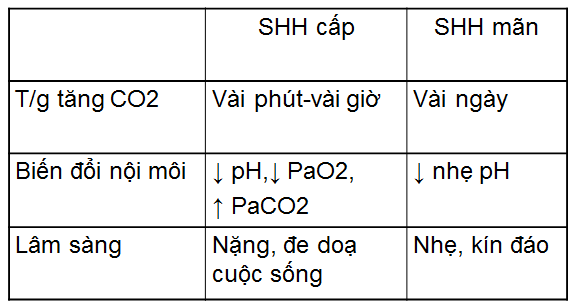 SHH cấp SHH mãn
T/g tăng CO2 Vài phút-vài giờ Vài ngày
Biến đổi nội môi ↓ pH,↓ PaO2, ↓ nhẹ pH
↑ PaCO2
Lâm sàng Nặng, đe doạ Nhẹ, kín đáo
cuộc sống